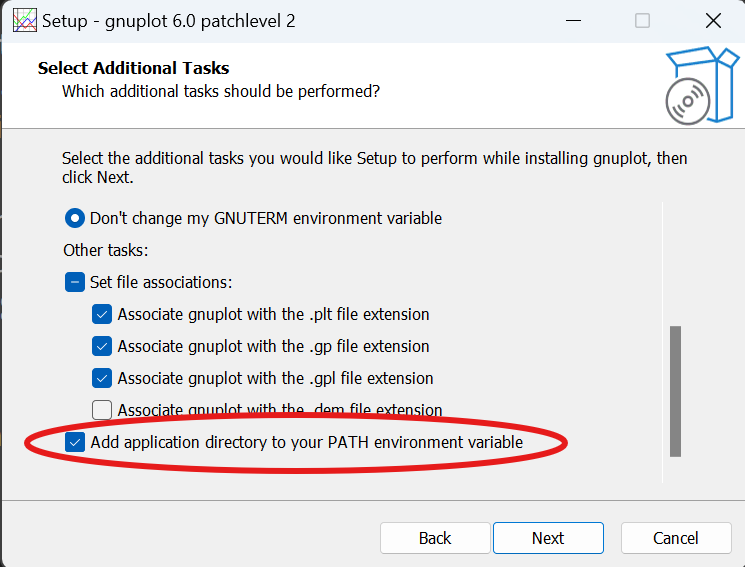 Setup - gnuplot 6.0 patchlevel 2
Select Additional Tasks
Which additional tasks should be performed?
Select the additional tasks you would like Setup to perform while installing gnuplot, then
click Next.
Don't change my GNUTERM environment variable
Other tasks:
Set file associations:
Associate gnuplot with the .plt file extension
Associate gnuplot with the .gp file extension
Associate gnuplot with the .gpl file extension
Associate gnuplot with the .dem file extension
Add application directory to your PATH environment variable
Back Next Cancel